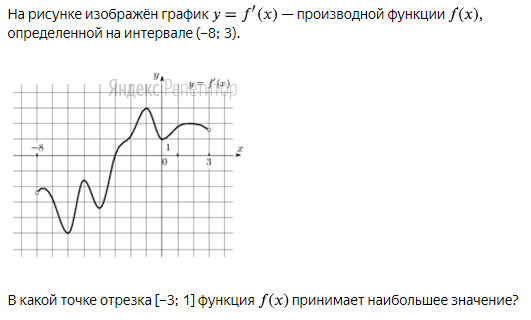 На рисунке изображён график y = f′(x) — производной функции f(x),
определенной на интервале (–8; 3).
y
Яндекс Репетитор
y = f′(x)
–8
1
x
0
3
В какой точке отрезка [–3; 1] функция f(x) принимает наибольшее значение?